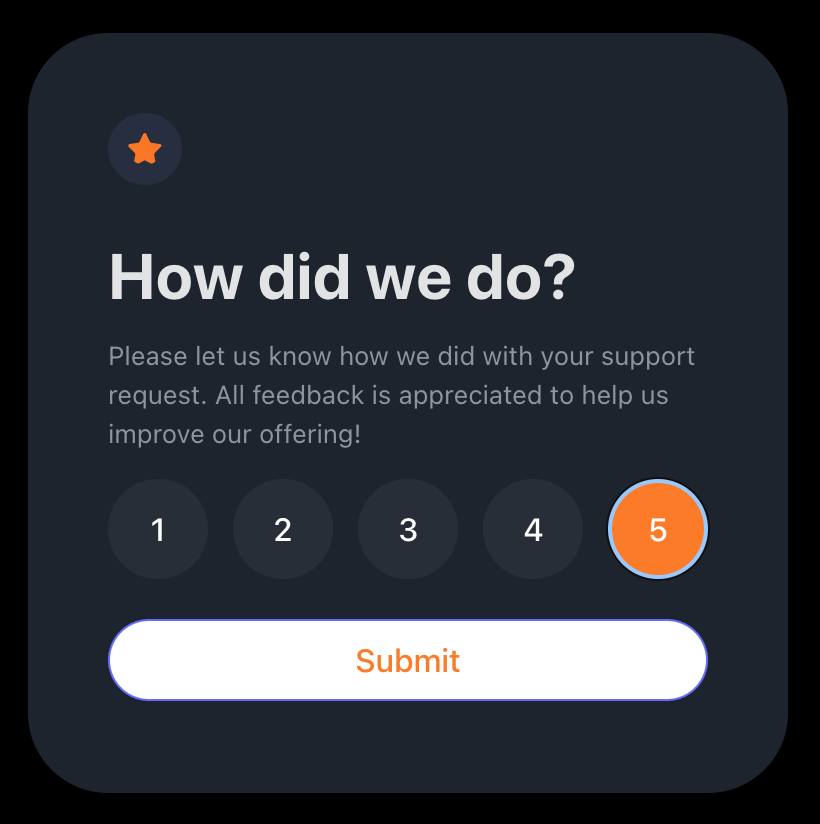 How did we do?
Please let us know how we did with your support
request. All feedback is appreciated to help us
improve our offering!
1 2 3 4 5
Submit